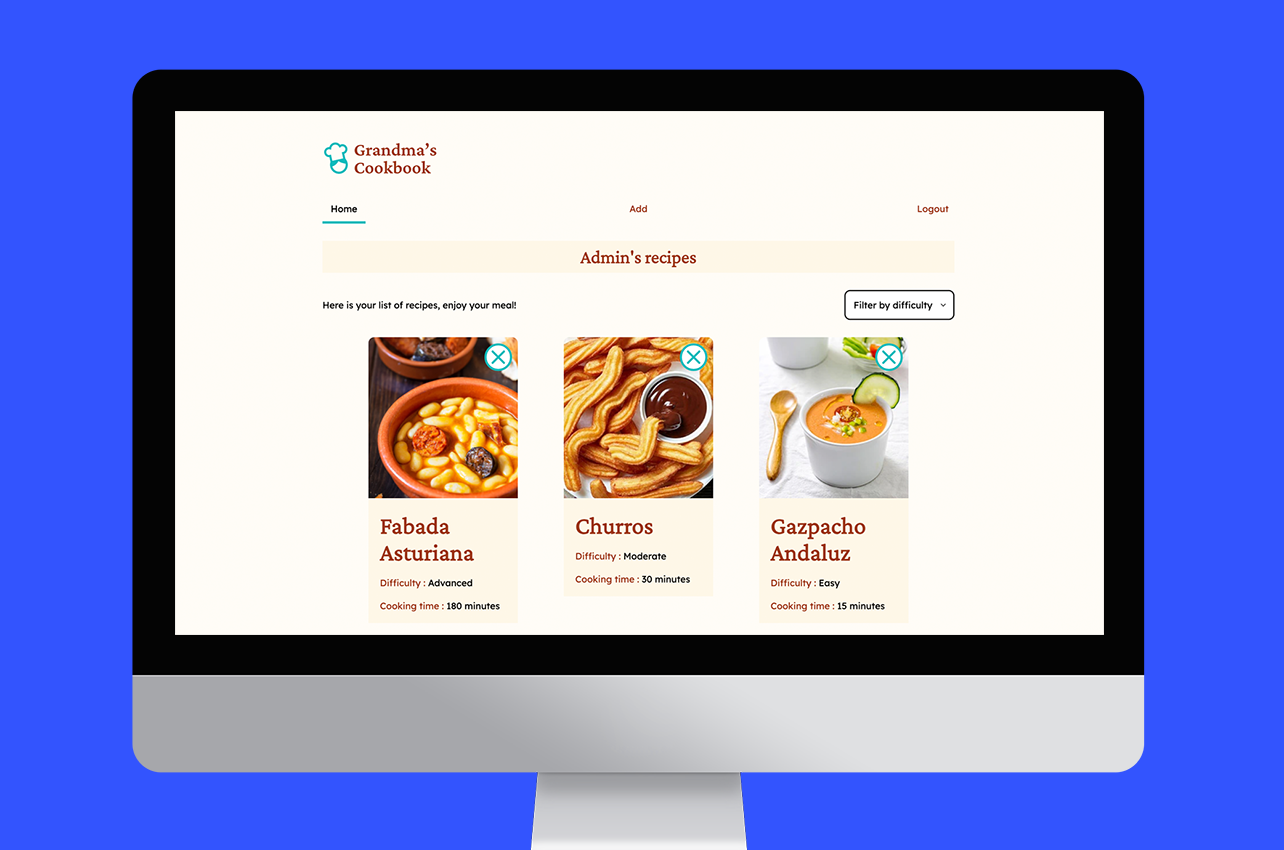 Grandma’s
Cookbook
Home Add Logout
Admin's recipes
Here is your list of recipes, enjoy your meal!
Filter by difficulty
Fabada
Asturiana
Difficulty : Advanced
Cooking time : 180 minutes
Churros
Difficulty : Moderate
Cooking time : 30 minutes
Gazpacho
Andaluz
Difficulty : Easy
Cooking time : 15 minutes